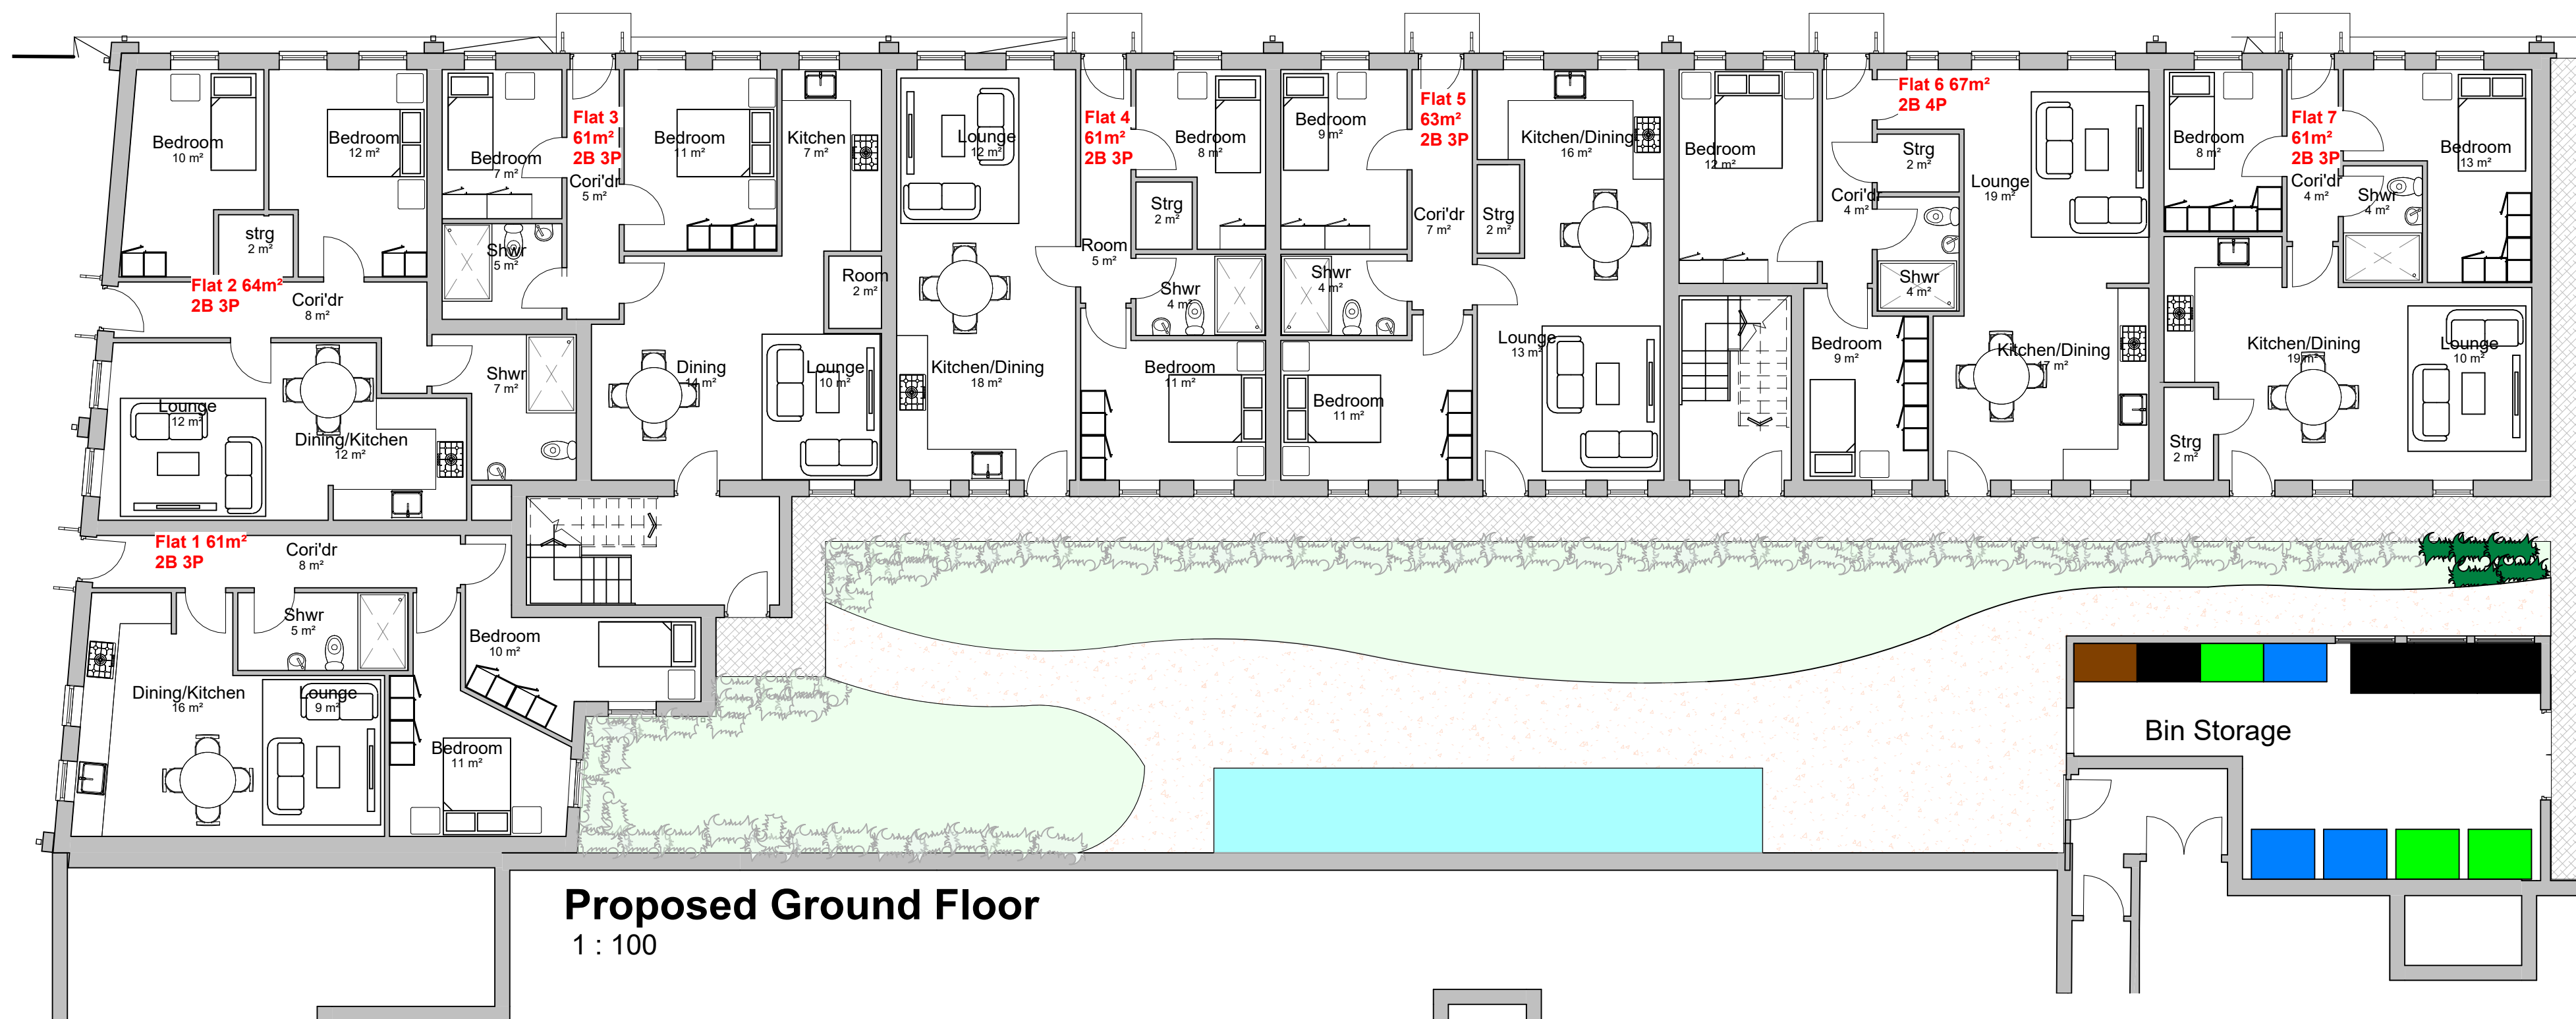 Bedroom
10 m²
Bedroom
12 m²
strg
2 m²
Flat 2 64m²
2B 3P
Cori'dr
8 m²
Lounge
12 m²
Dining/Kitchen
12 m²
Shwr
7 m²
Flat 1 61m²
2B 3P
Cori'dr
8 m²
Shwr
5 m²
Dining/Kitchen
16 m²
Lounge
9 m²
Bedroom
10 m²
Bedroom
11 m²
Bedroom
7 m²
Shwr
5 m²
Flat 3
61m²
2B 3P
Cori'dr
5 m²
Bedroom
11 m²
Kitchen
7 m²
Room
2 m²
Dining
14 m²
Lounge
10 m²
Lounge
12 m²
Kitchen/Dining
18 m²
Flat 4
61m²
2B 3P
Room
5 m²
Bedroom
8 m²
Strg
2 m²
Shwr
4 m²
Bedroom
11 m²
Bedroom
9 m²
Flat 5
63m²
2B 3P
Cori'dr
7 m²
Shwr
4 m²
Bedroom
11 m²
Kitchen/Dining
16 m²
Strg
2 m²
Lounge
13 m²
Bedroom
12 m²
Flat 6 67m²
2B 4P
Strg
2 m²
Cori'dr
4 m²
Shwr
4 m²
Lounge
19 m²
Bedroom
9 m²
Kitchen/Dining
17 m²
Bedroom
8 m²
Flat 7
61m²
2B 3P
Cori'dr
4 m²
Shwr
4 m²
Bedroom
13 m²
Kitchen/Dining
19 m²
Lounge
10 m²
Strg
2 m²
Bin Storage
Proposed Ground Floor
1 : 100